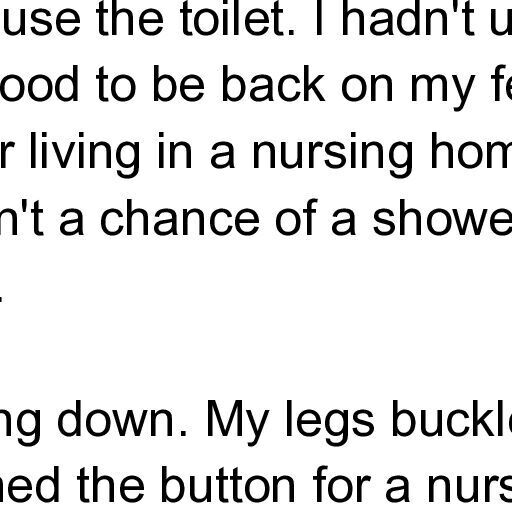 use the toilet. I hadn't u
ood to be back on my fe
r living in a nursing hom
n't a chance of a showe
.
ng down. My legs buckle
ned the button for a nurs